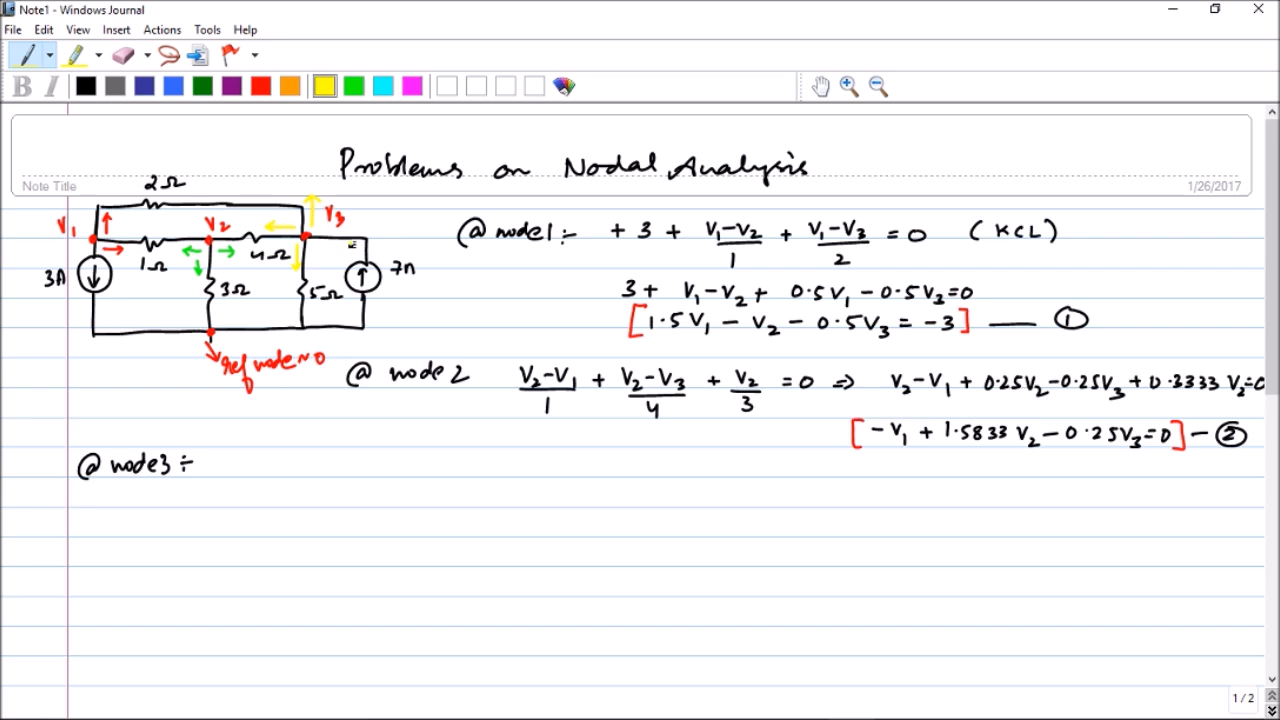 Note1 - Windows Journal
File Edit View Insert Actions Tools Help
B I
Problems on Nodal Analysis
Note Title
1/26/2017
2Ω
V1 V2 V3
1Ω 4Ω
3A 3Ω 5Ω 7A
ref node ~ 0
@ node1 :- + 3 + (V1-V2)/1 + (V1-V3)/2 = 0 (KCL)
3 + V1-V2 + 0.5V1 - 0.5V3 = 0
[1.5V1 - V2 - 0.5V3 = -3] — ①
@ node 2 (V2-V1)/1 + (V2-V3)/4 + V2/3 = 0 ⇒ V2-V1 + 0.25V2-0.25V3 + 0.3333 V2=0
[-V1 + 1.5833 V2 - 0.25V3=0] - ②
@ node3 ÷
1 / 2